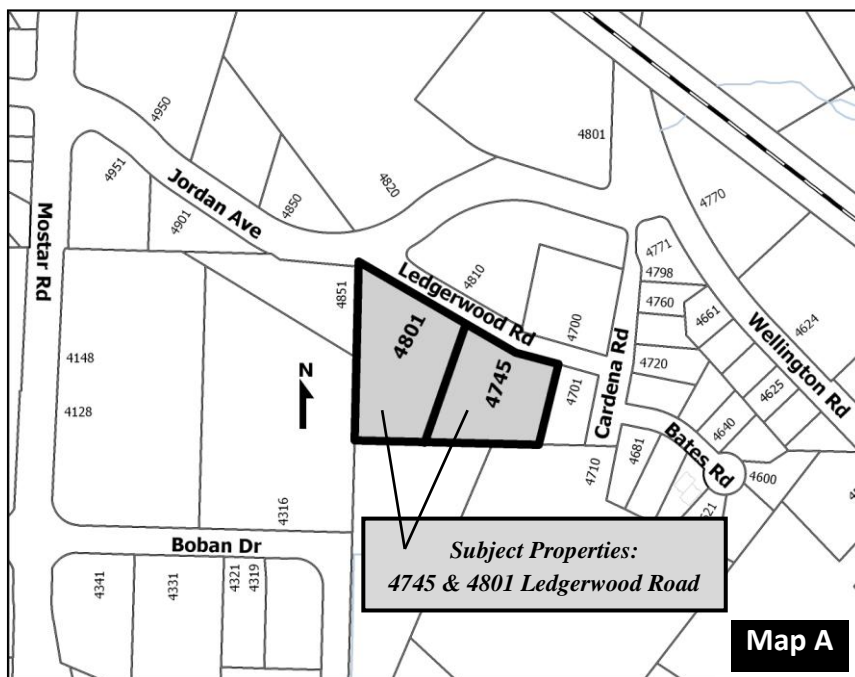 4950
4951
Jordan Ave
4901
4850
4820
4801
4770
Mostar Rd
4771
4798
4760
4661
4810
Ledgerwood Rd
4851
4801
4700
Wellington Rd
4624
4148
N
4745
4701
Cardena Rd
4720
4625
4128
4640
Bates Rd
4681
4710
4600
4316
Boban Dr
4341
4331
4321
4319
Subject Properties:
4745 & 4801 Ledgerwood Road
Map A